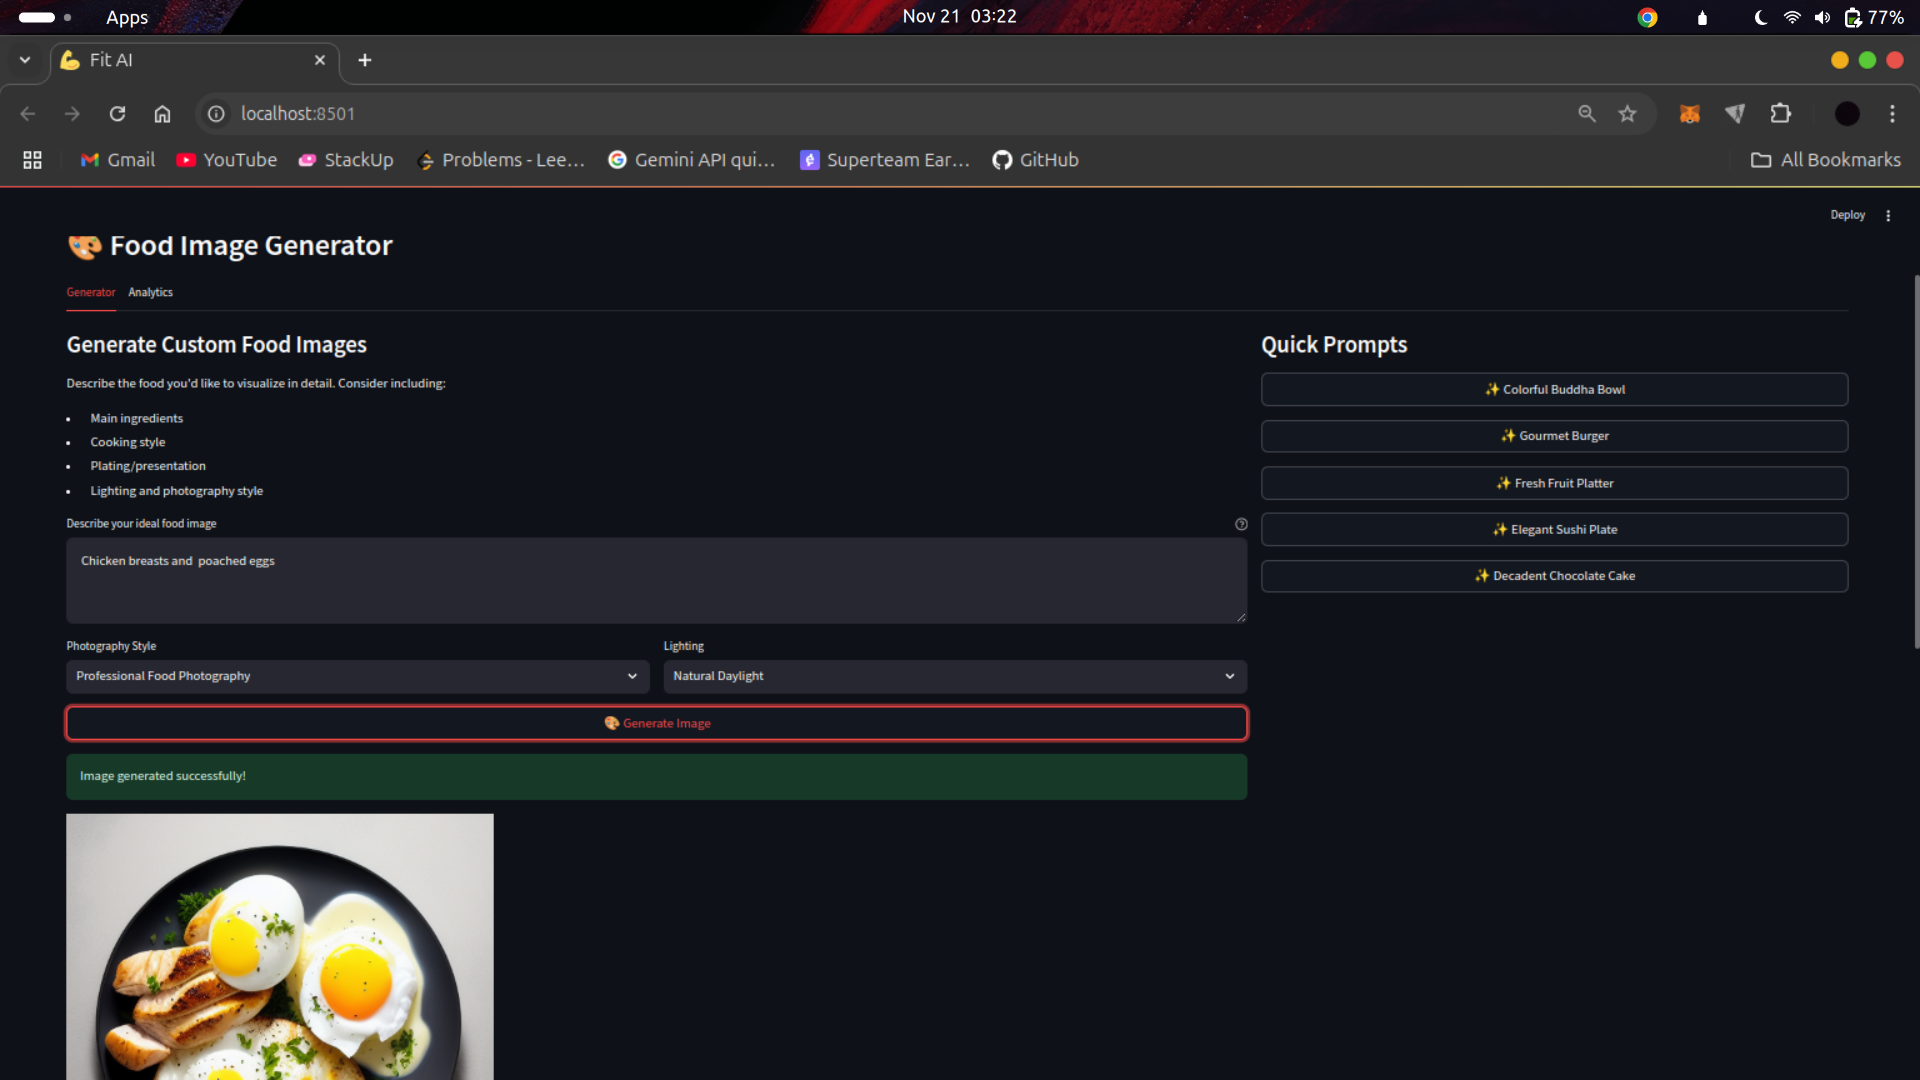 Apps
Nov 21 03:22
77%
Fit AI
localhost:8501
Gmail
YouTube
StackUp
Problems - Lee...
Gemini API qui...
Superteam Ear...
GitHub
All Bookmarks
Deploy
Food Image Generator
Generator
Analytics
Generate Custom Food Images
Describe the food you'd like to visualize in detail. Consider including:
• Main ingredients
• Cooking style
• Plating/presentation
• Lighting and photography style
Describe your ideal food image
Chicken breasts and  poached eggs
Photography Style
Professional Food Photography
Lighting
Natural Daylight
Generate Image
Image generated successfully!
Quick Prompts
✨ Colorful Buddha Bowl
✨ Gourmet Burger
✨ Fresh Fruit Platter
✨ Elegant Sushi Plate
✨ Decadent Chocolate Cake